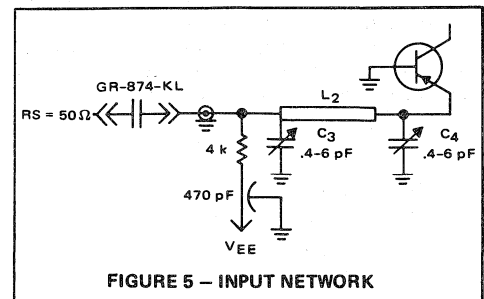 GR-874-KL
RS = 50Ω
L2
4 k
C3
.4-6 pF
C4
.4-6 pF
470 pF
VEE
FIGURE 5 – INPUT NETWORK